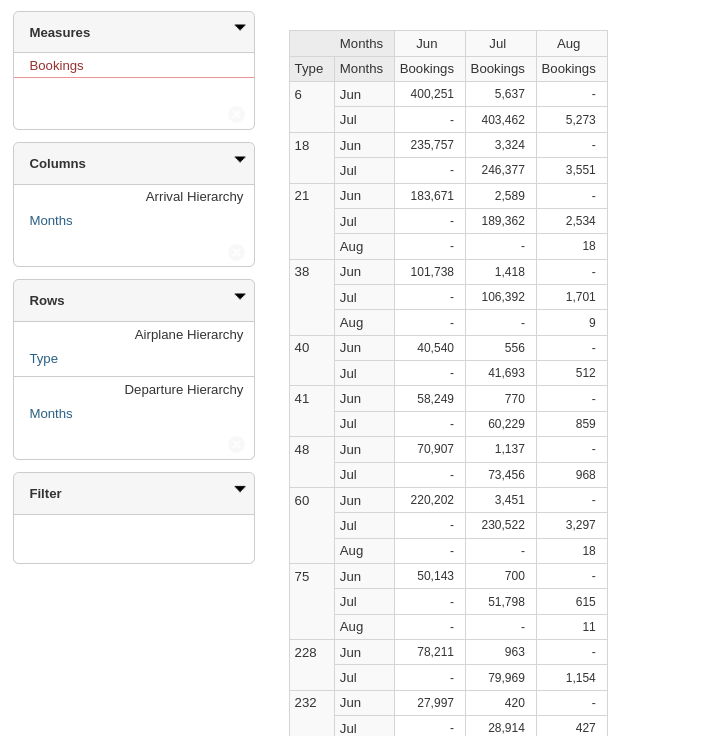 Measures
Bookings
Columns
Arrival Hierarchy
Months
Rows
Airplane Hierarchy
Type
Departure Hierarchy
Months
Filter
Months Jun Jul Aug
Type Months Bookings Bookings Bookings
6 Jun 400,251 5,637 -
Jul - 403,462 5,273
18 Jun 235,757 3,324 -
Jul - 246,377 3,551
21 Jun 183,671 2,589 -
Jul - 189,362 2,534
Aug - - 18
38 Jun 101,738 1,418 -
Jul - 106,392 1,701
Aug - - 9
40 Jun 40,540 556 -
Jul - 41,693 512
41 Jun 58,249 770 -
Jul - 60,229 859
48 Jun 70,907 1,137 -
Jul - 73,456 968
60 Jun 220,202 3,451 -
Jul - 230,522 3,297
Aug - - 18
75 Jun 50,143 700 -
Jul - 51,798 615
Aug - - 11
228 Jun 78,211 963 -
Jul - 79,969 1,154
232 Jun 27,997 420 -
Jul - 28,914 427